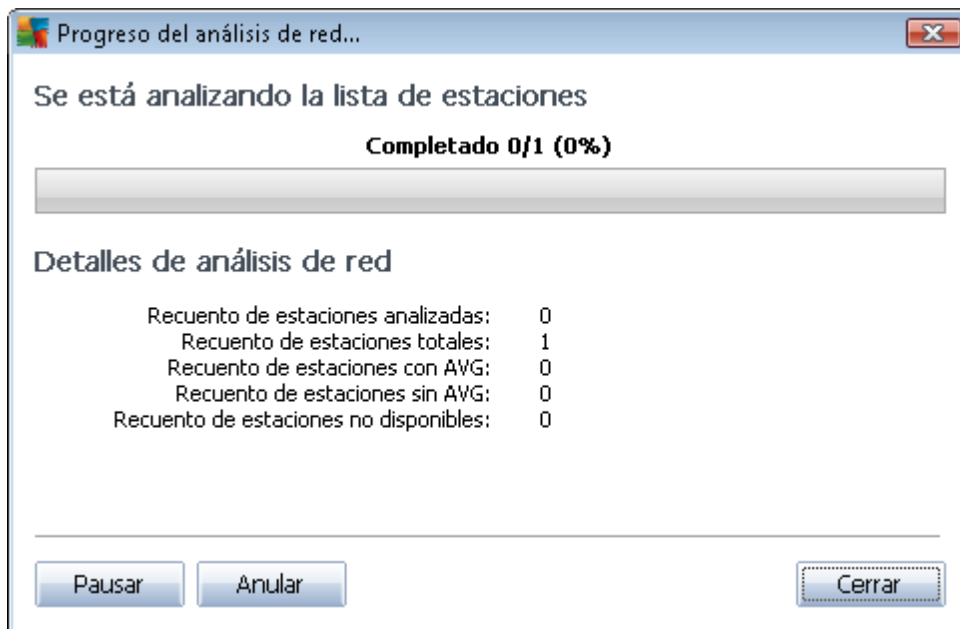 Progreso del análisis de red...
Se está analizando la lista de estaciones
Completado 0/1 (0%)
Detalles de análisis de red
Recuento de estaciones analizadas: 0
Recuento de estaciones totales: 1
Recuento de estaciones con AVG: 0
Recuento de estaciones sin AVG: 0
Recuento de estaciones no disponibles: 0
Pausar Anular Cerrar